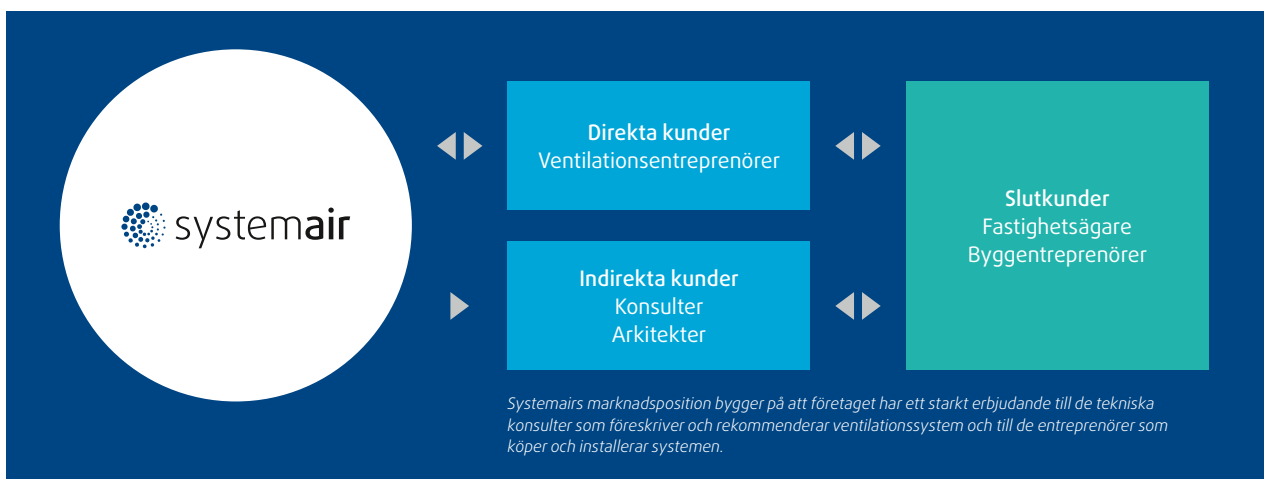 systemair
Direkta kunder
Ventilationsentreprenörer
Indirekta kunder
Konsulter
Arkitekter
Slutkunder
Fastighetsägare
Byggentreprenörer
Systemairs marknadsposition bygger på att företaget har ett starkt erbjudande till de tekniska
konsulter som föreskriver och rekommenderar ventilationssystem och till de entreprenörer som
köper och installerar systemen.